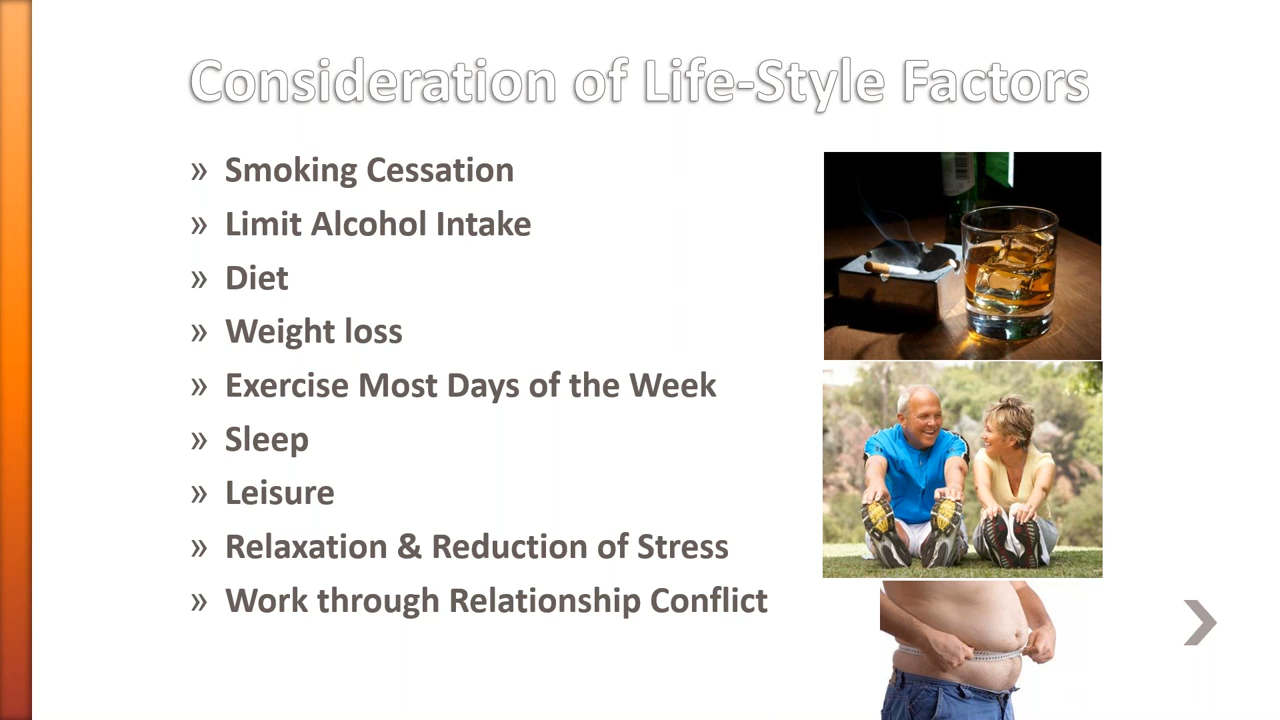 Consideration of Life-Style Factors
» Smoking Cessation
» Limit Alcohol Intake
» Diet
» Weight loss
» Exercise Most Days of the Week
» Sleep
» Leisure
» Relaxation & Reduction of Stress
» Work through Relationship Conflict